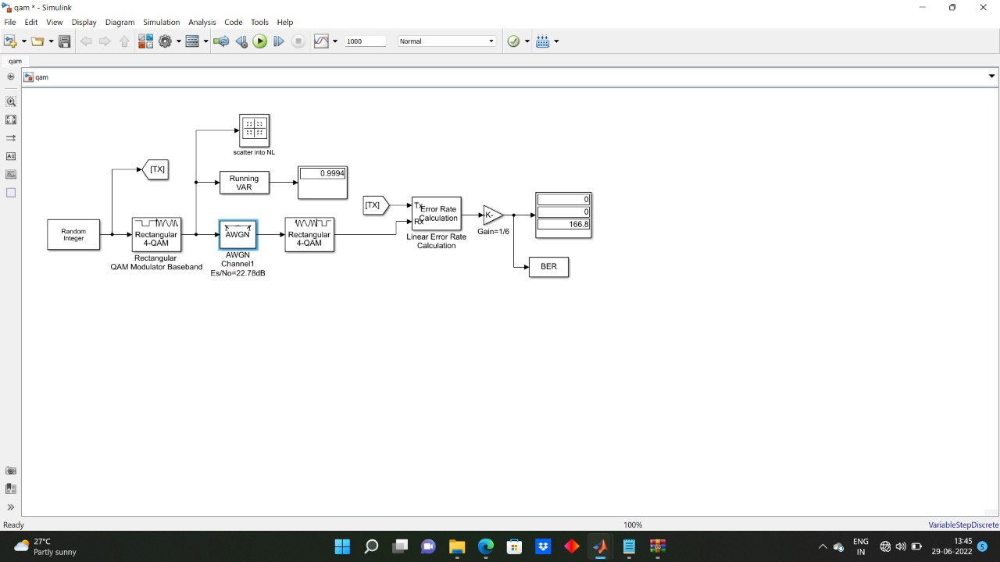 qam * - Simulink
File Edit View Display Diagram Simulation Analysis Code Tools Help
1000
Normal
qam
qam
scatter into NL
[TX]
Running
VAR
0.9994
[TX]
Tx
Rx
Error Rate
Calculation
Linear Error Rate
Calculation
-K-
Gain=1/6
0
0
166.8
BER
Random
Integer
Rectangular
4-QAM
Rectangular
QAM Modulator Baseband
AWGN
AWGN
Channel1
Es/No=22.78dB
Rectangular
4-QAM
Ready
100%
VariableStepDiscrete
27°C
Partly sunny
ENG
IN
13:45
29-06-2022
5